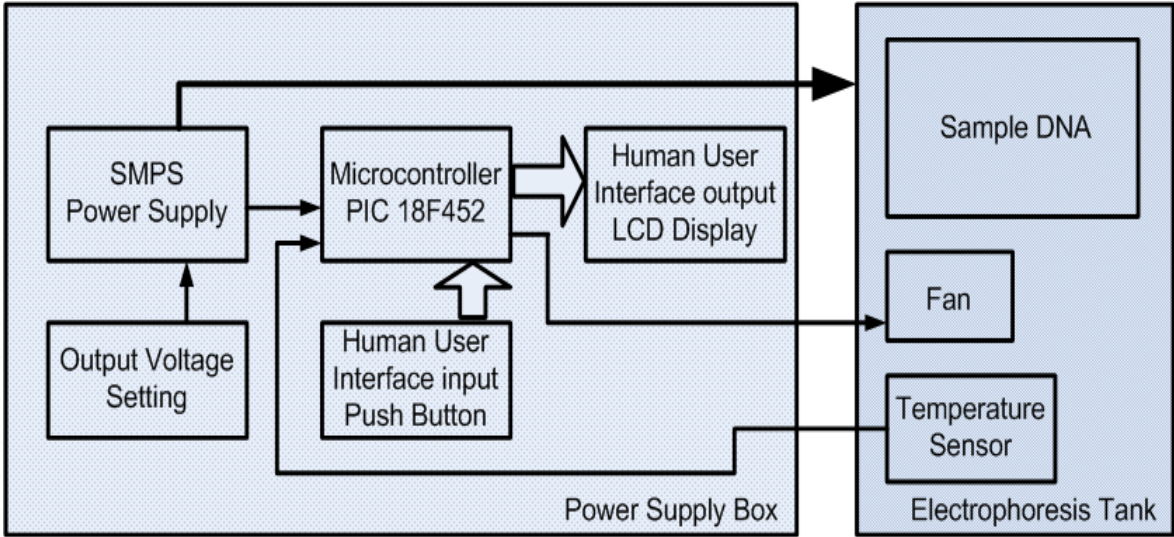 SMPS
Power Supply
Microcontroller
PIC 18F452
Human User
Interface output
LCD Display
Output Voltage
Setting
Human User
Interface input
Push Button
Power Supply Box
Sample DNA
Fan
Temperature
Sensor
Electrophoresis Tank